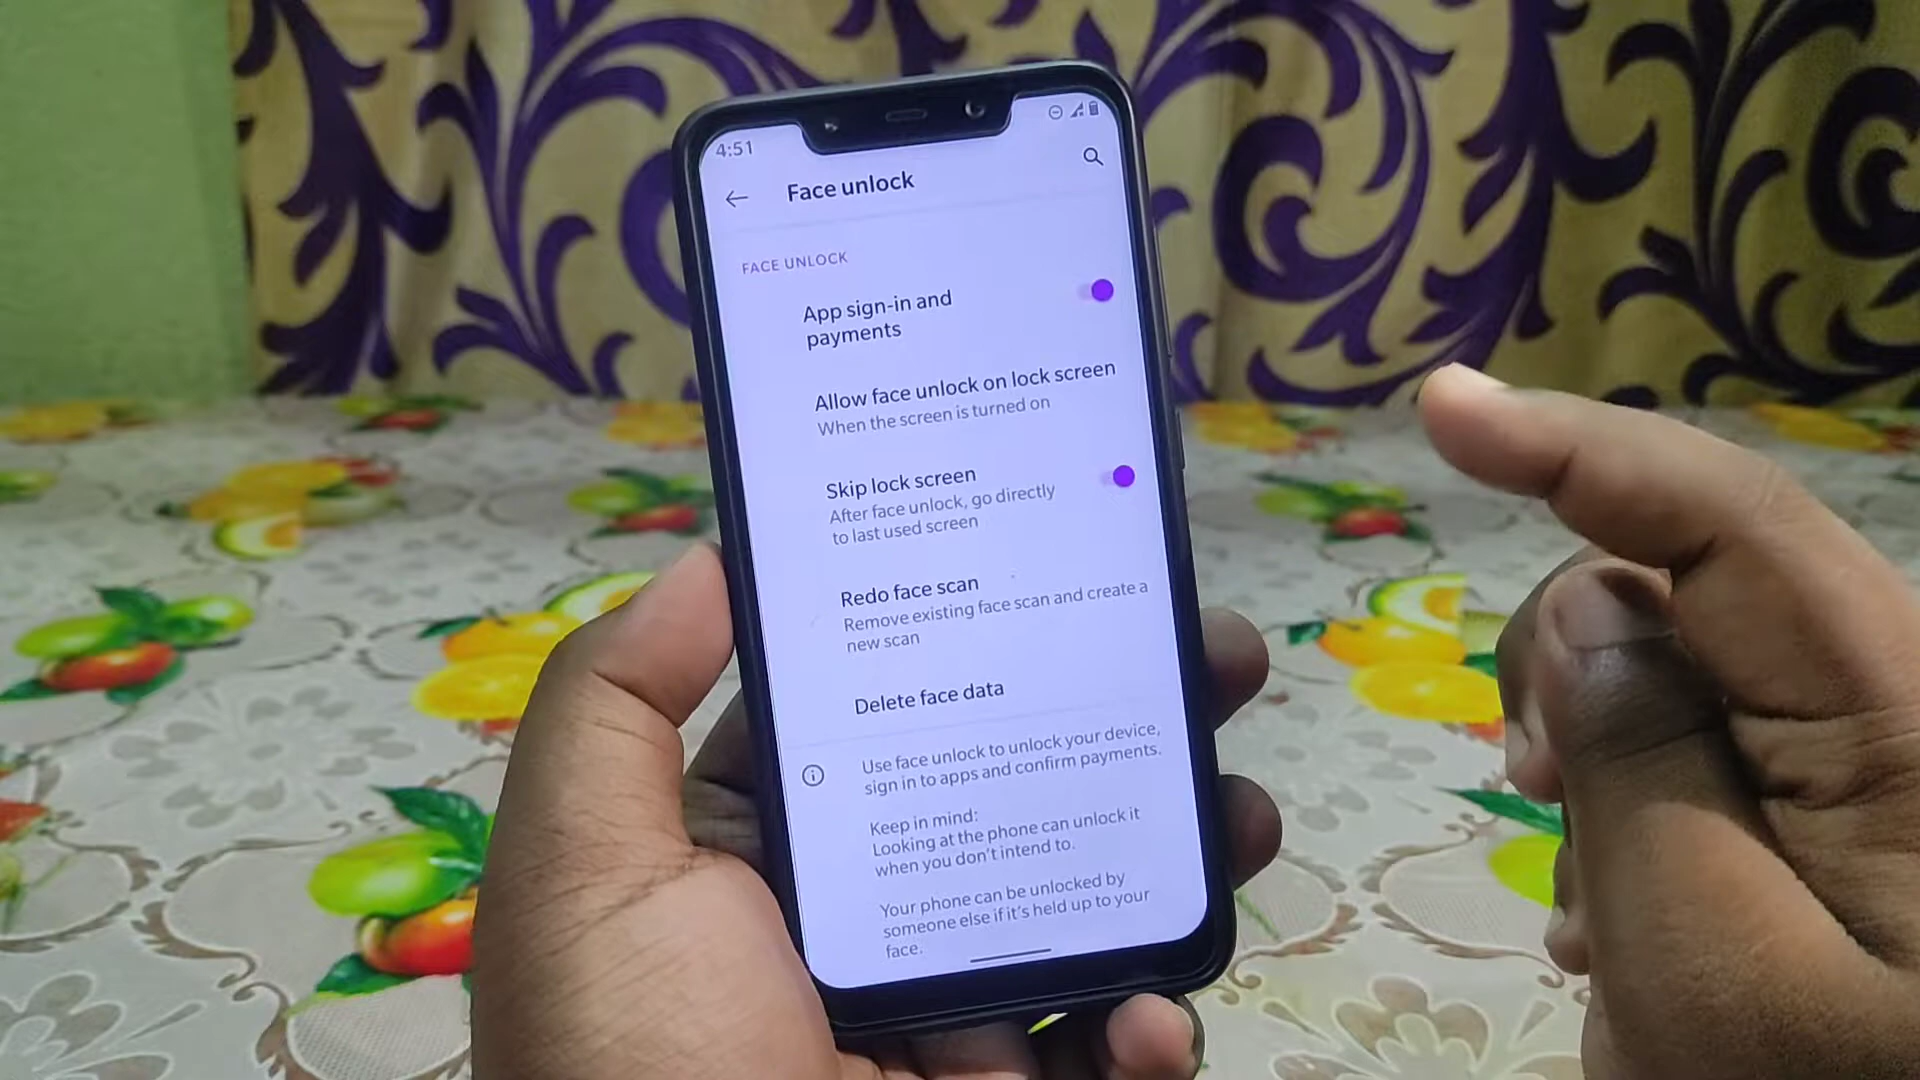 4:51
Face unlock
FACE UNLOCK
App sign-in and
payments
Allow face unlock on lock screen
When the screen is turned on
Skip lock screen
After face unlock, go directly
to last used screen
Redo face scan
Remove existing face scan and create a
new scan
Delete face data
Use face unlock to unlock your device,
sign in to apps and confirm payments.
Keep in mind:
Looking at the phone can unlock it
when you don't intend to.
Your phone can be unlocked by
someone else if it's held up to your
face.